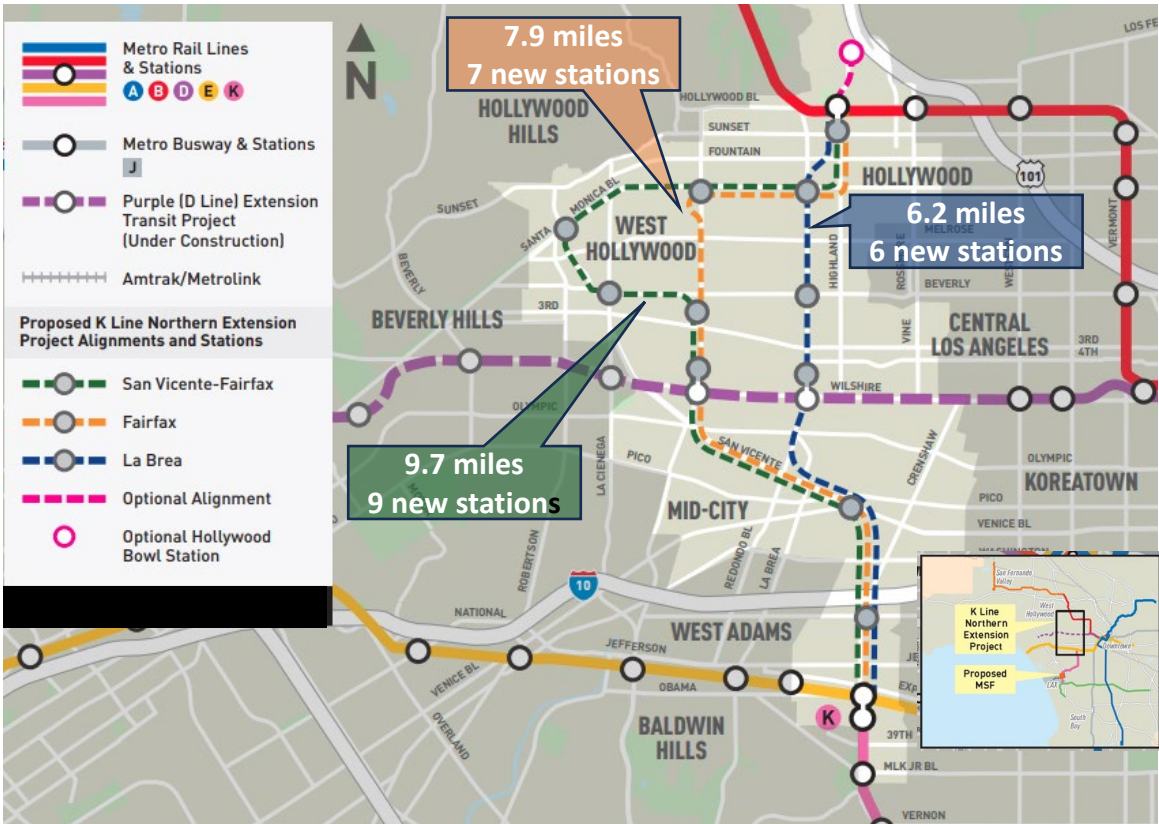 Metro Rail Lines
& Stations
A B D E K
Metro Busway & Stations
J
Purple (D Line) Extension
Transit Project
(Under Construction)
Amtrak/Metrolink
Proposed K Line Northern Extension
Project Alignments and Stations
San Vicente-Fairfax
Fairfax
La Brea
Optional Alignment
Optional Hollywood
Bowl Station
N
7.9 miles
7 new stations
6.2 miles
6 new stations
9.7 miles
9 new stations
LOS FE
HOLLYWOOD
HILLS
HOLLYWOOD BL
SUNSET
FOUNTAIN
HOLLYWOOD
101
SUNSET
SANTA MONICA BL
WEST
HOLLYWOOD
MELROSE
VERMONT
BEVERLY
HIGHLAND
BEVERLY
3RD
BEVERLY HILLS
VINE
CENTRAL
LOS ANGELES
3RD
4TH
WILSHIRE
OLYMPIC
LA CIENEGA
PICO
SAN VICENTE
CRENSHAW
OLYMPIC
KOREATOWN
PICO
MID-CITY
VENICE BL
WASHINGTON
ROBERTSON
REDONDO BL
LA BREA
10
NATIONAL
WEST ADAMS
JEFFERSON
VENICE BL
OBAMA
OVERLAND
BALDWIN
HILLS
K
39TH
MLK JR BL
VERNON
San Fernando
Valley
West
Hollywood
K Line
Northern
Extension
Project
Downtown
Proposed
MSF
LAX
South
Bay